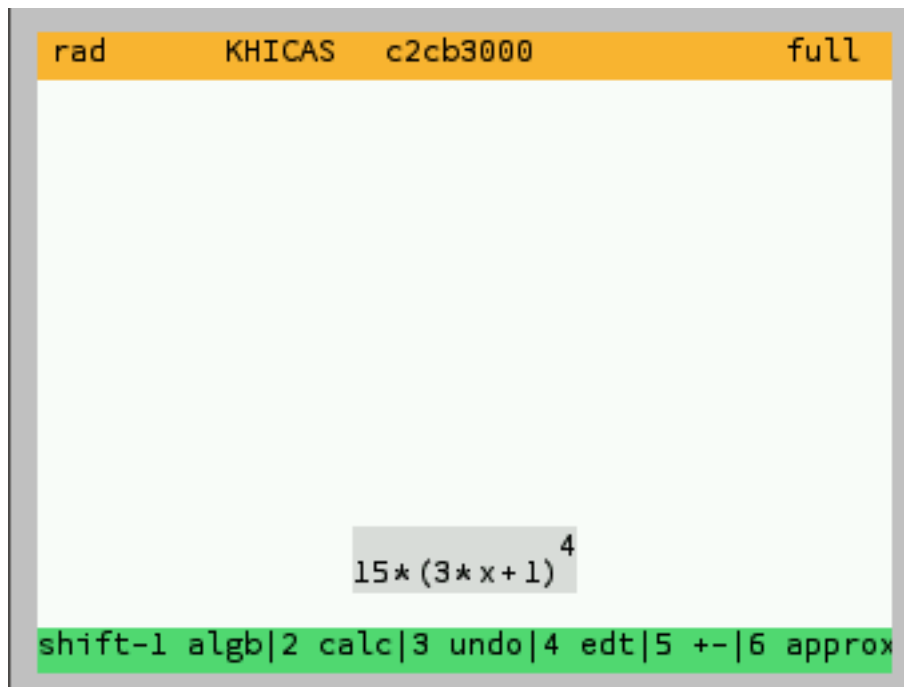 rad KHICAS c2cb3000 full
15*(3*x+1)^4
shift-1 algb|2 calc|3 undo|4 edt|5 +-|6 approx